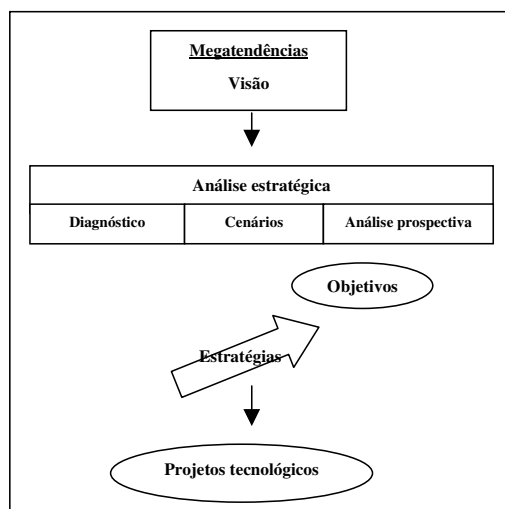 Megatendências
Visão
Análise estratégica
Diagnóstico
Cenários
Análise prospectiva
Objetivos
Estratégias
Projetos tecnológicos